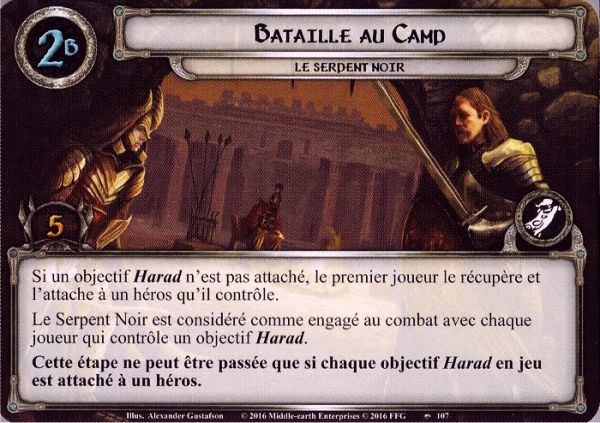 2B
BATAILLE AU CAMP
LE SERPENT NOIR
5
Si un objectif Harad n'est pas attaché, le premier joueur le récupère et
l'attache à un héros qu'il contrôle.
Le Serpent Noir est considéré comme engagé au combat avec chaque
joueur qui contrôle un objectif Harad.
Cette étape ne peut être passée que si chaque objectif Harad en jeu
est attaché à un héros.
Illus. Alexander Gustafson © 2016 Middle-earth Enterprises © 2016 FFG 107